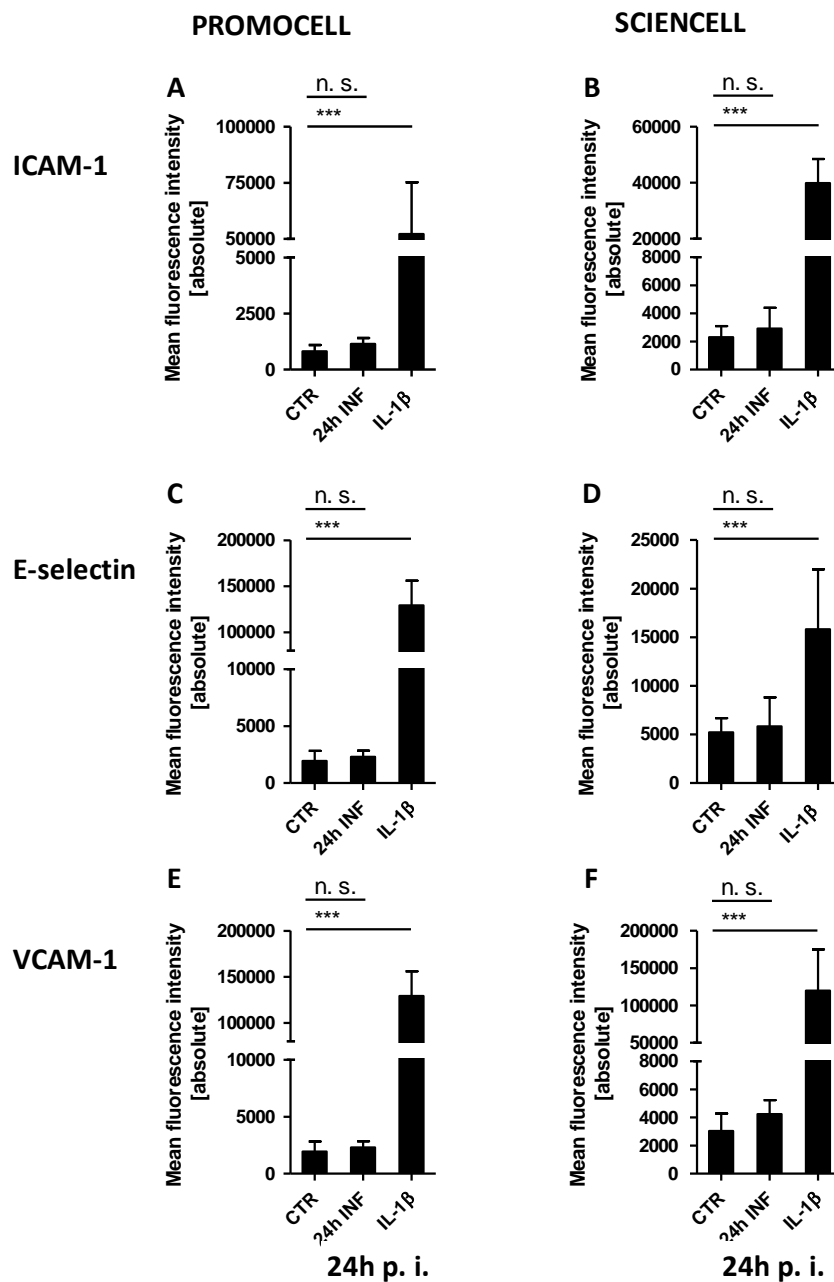 PROMOCELL
SCIENCELL
ICAM-1
A
n. s.
***
Mean fluorescence intensity
[absolute]
100000
75000
50000
5000
2500
0
CTR
24h INF
IL-1β
B
n. s.
***
Mean fluorescence intensity
[absolute]
60000
40000
20000
8000
6000
4000
2000
0
CTR
24h INF
IL-1β
E-selectin
C
n. s.
***
Mean fluorescence intensity
[absolute]
200000
150000
100000
10000
5000
0
CTR
24h INF
IL-1β
D
n. s.
***
Mean fluorescence intensity
[absolute]
25000
20000
15000
10000
5000
0
CTR
24h INF
IL-1β
VCAM-1
E
n. s.
***
Mean fluorescence intensity
[absolute]
200000
150000
100000
10000
5000
0
CTR
24h INF
IL-1β
24h p. i.
F
n. s.
***
Mean fluorescence intensity
[absolute]
200000
150000
100000
50000
8000
6000
4000
2000
0
CTR
24h INF
IL-1β
24h p. i.